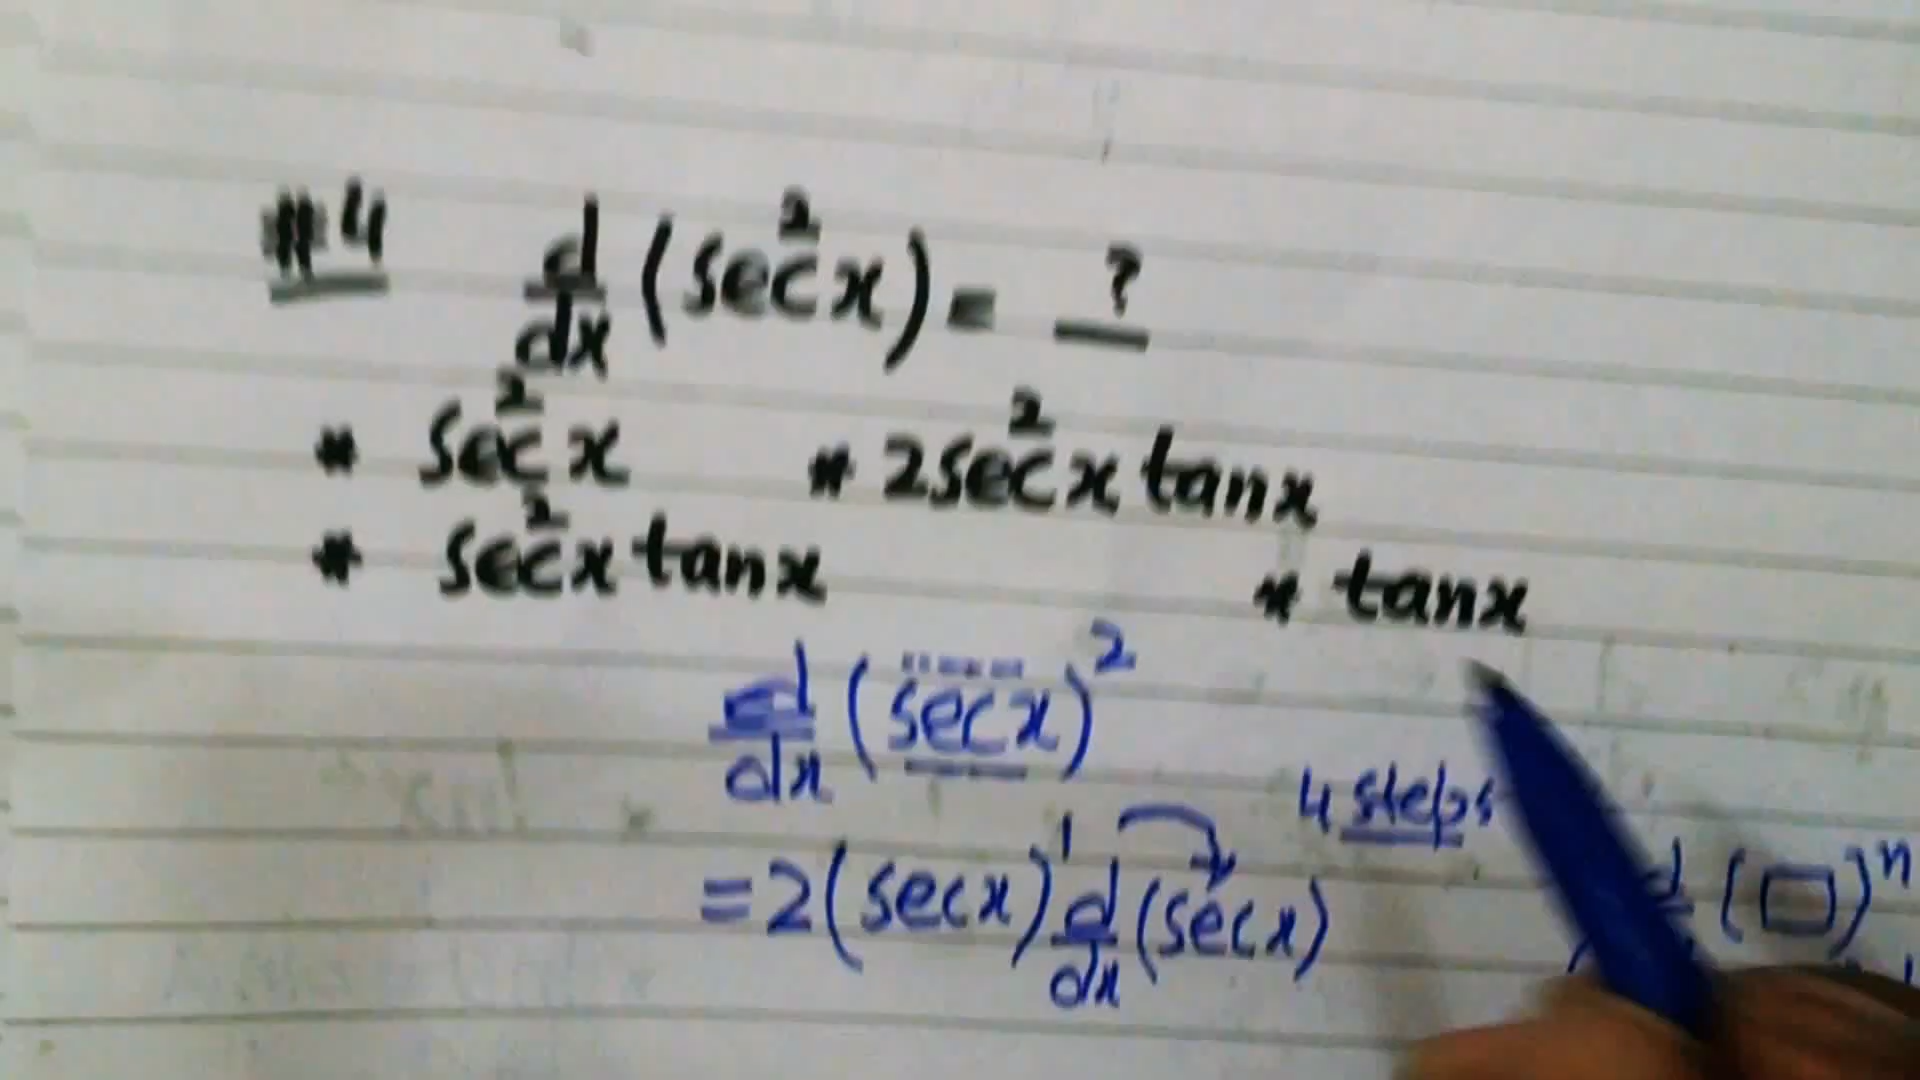 #4 d/dx (sec²x) = ?
* sec²x * 2sec²x tanx
* sec²x tanx * tanx
d/dx (secx)²
4 steps
=2(secx)¹ d/dx (secx)
(□)ⁿ